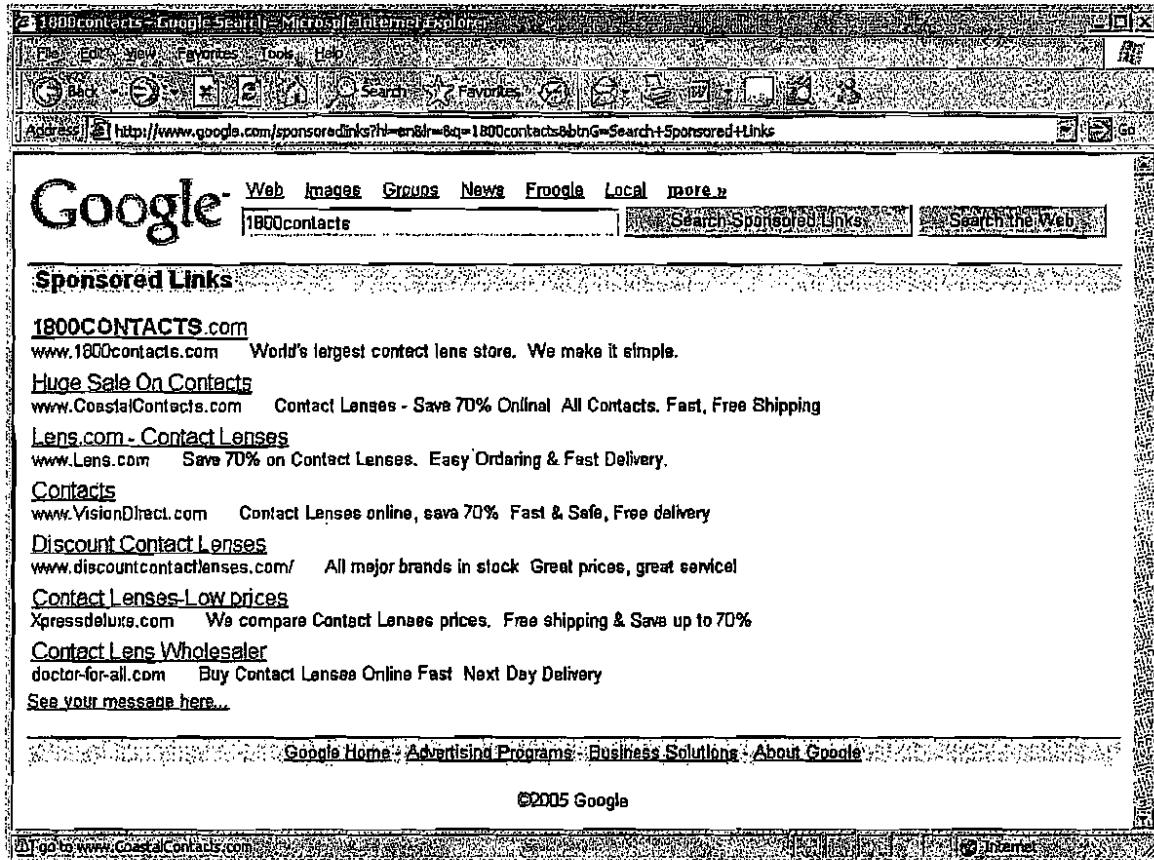 1800contacts - Google Search - Microsoft Internet Explorer
File Edit View Favorites Tools Help
Back Search Favorites
Address http://www.google.com/sponsoredlinks?hl=en&lr=&q=1800contacts&btnG=Search+Sponsored+Links Go
Google Web Images Groups News Froogle Local more »
1800contacts Search Sponsored Links Search the Web
Sponsored Links
1800CONTACTS.com
www.1800contacts.com World's largest contact lens store. We make it simple.
Huge Sale On Contacts
www.CoastalContacts.com Contact Lenses - Save 70% Online! All Contacts. Fast, Free Shipping
Lens.com - Contact Lenses
www.Lens.com Save 70% on Contact Lenses. Easy Ordering & Fast Delivery.
Contacts
www.VisionDirect.com Contact Lenses online, save 70% Fast & Safe, Free delivery
Discount Contact Lenses
www.discountcontactlenses.com/ All major brands in stock Great prices, great service!
Contact Lenses-Low prices
Xpressdeluxe.com We compare Contact Lenses prices. Free shipping & Save up to 70%
Contact Lens Wholesaler
doctor-for-all.com Buy Contact Lenses Online Fast Next Day Delivery
See your message here...
Google Home - Advertising Programs - Business Solutions - About Google
©2005 Google
go to www.CoastalContacts.com Internet